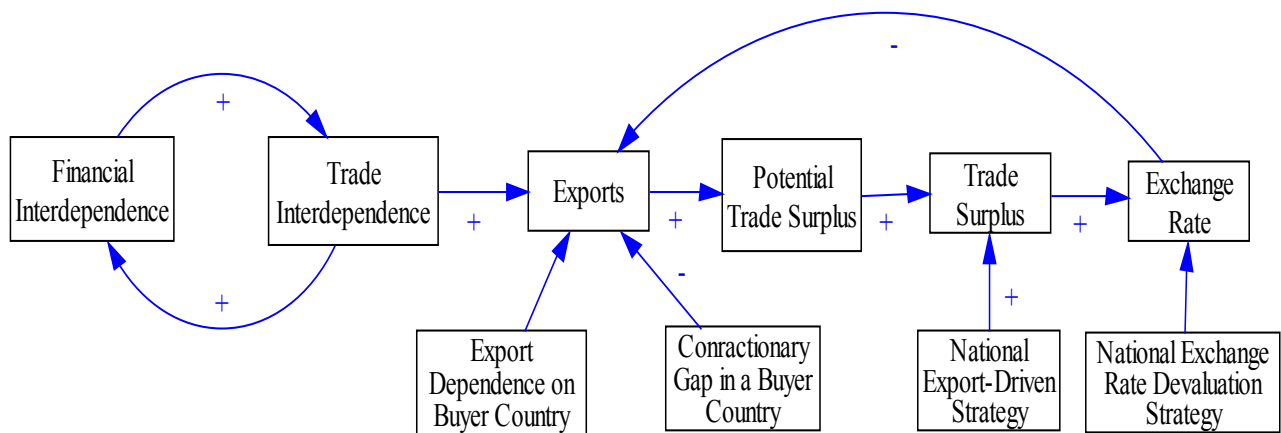 -
+
Financial
Interdependence
Trade
Interdependence
+
Exports
+
Potential
Trade Surplus
+
Trade
Surplus
+
Exchange
Rate
+
-
+
Export
Dependence on
Buyer Country
Conractionary
Gap in a Buyer
Country
National
Export-Driven
Strategy
National Exchange
Rate Devaluation
Strategy